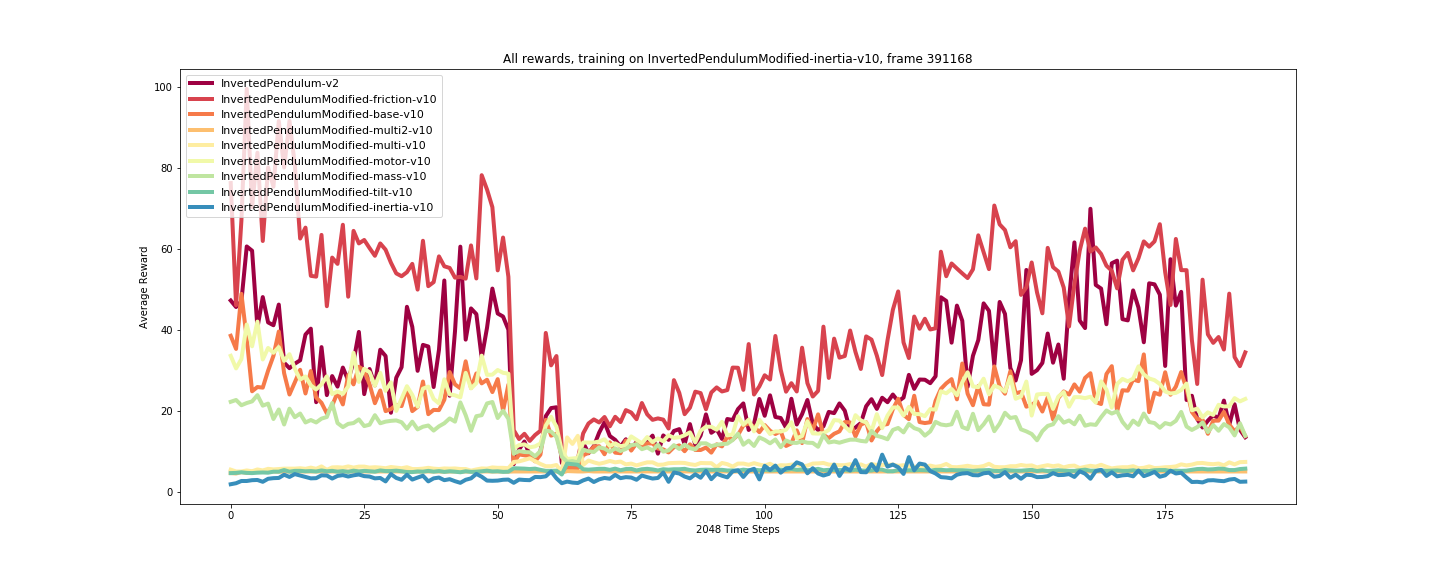 All rewards, training on InvertedPendulumModified-inertia-v10, frame 391168
InvertedPendulum-v2
InvertedPendulumModified-friction-v10
InvertedPendulumModified-base-v10
InvertedPendulumModified-multi2-v10
InvertedPendulumModified-multi-v10
InvertedPendulumModified-motor-v10
InvertedPendulumModified-mass-v10
InvertedPendulumModified-tilt-v10
InvertedPendulumModified-inertia-v10
Average Reward
100
80
60
40
20
0
0 25 50 75 100 125 150 175
2048 Time Steps